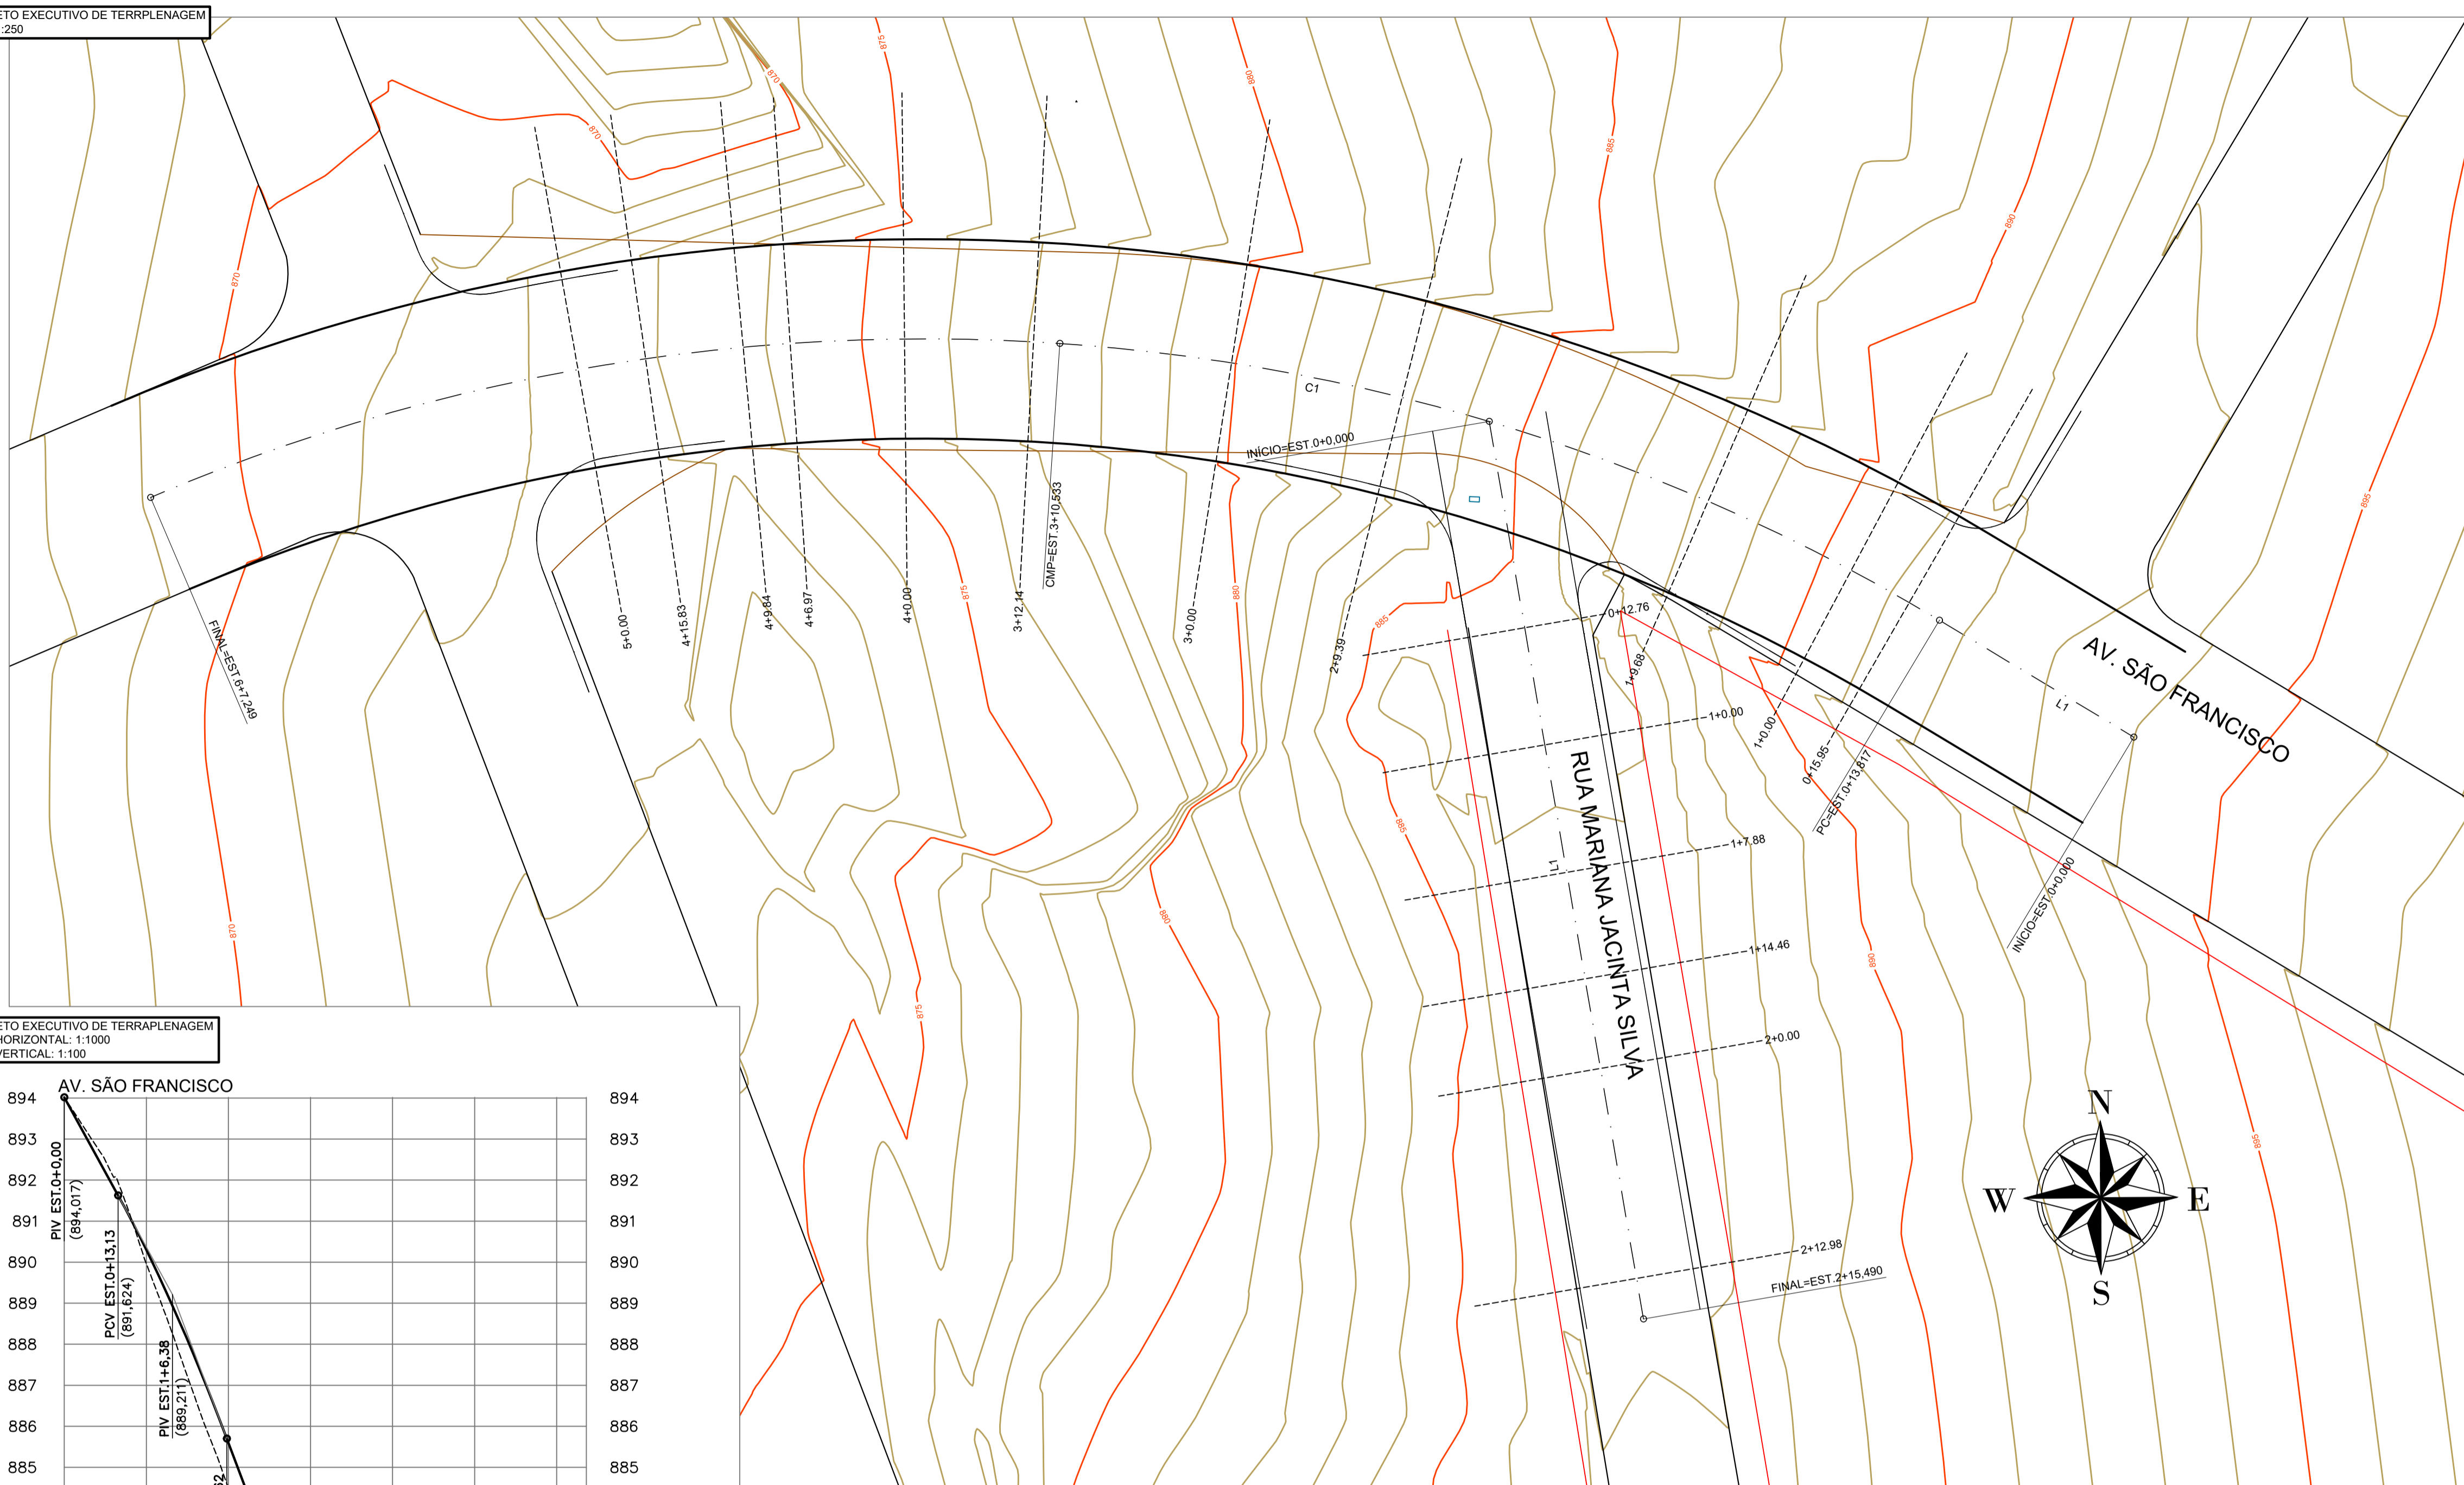 ETO EXECUTIVO DE TERRPLENAGEM
:250
875
870
870
880
885
890
870
895
C1
INÍCIO=EST.0+0,000
CMP=EST.3+10,533
FINAL=EST.6+7,249
5+0.00
4+15.83
4+9.84
4+6.97
4+0.00
3+12.14
3+0.00
2+9.39
1+9.68
1+0.00
0+15.95
PC=EST.0+13,817
INÍCIO=EST.0+0,000
875
880
885
0+12.76
1+0.00
1+7.88
1+14.46
2+0.00
2+12.98
FINAL=EST.2+15,490
AV. SÃO FRANCISCO
L1
RUA MARIANA JACINTA SILVA
L1
885
870
880
875
890
895
N
W
E
S
ETO EXECUTIVO DE TERRAPLENAGEM
HORIZONTAL: 1:1000
VERTICAL: 1:100
AV. SÃO FRANCISCO
894
894
893
893
892
892
891
891
890
890
889
889
888
888
887
887
886
886
885
885
PIV EST.0+0,00
(894,017)
PCV EST.0+13,13
(891,624)
PIV EST.1+6,38
(889,211)